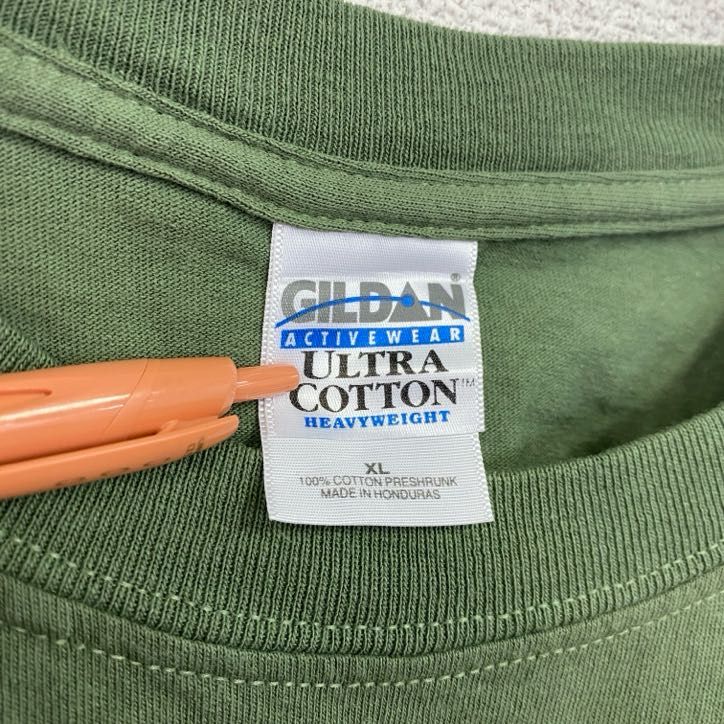 GILDAN®
ACTIVEWEAR
ULTRA
COTTON™
HEAVYWEIGHT
XL
100% COTTON PRESHRUNK
MADE IN HONDURAS